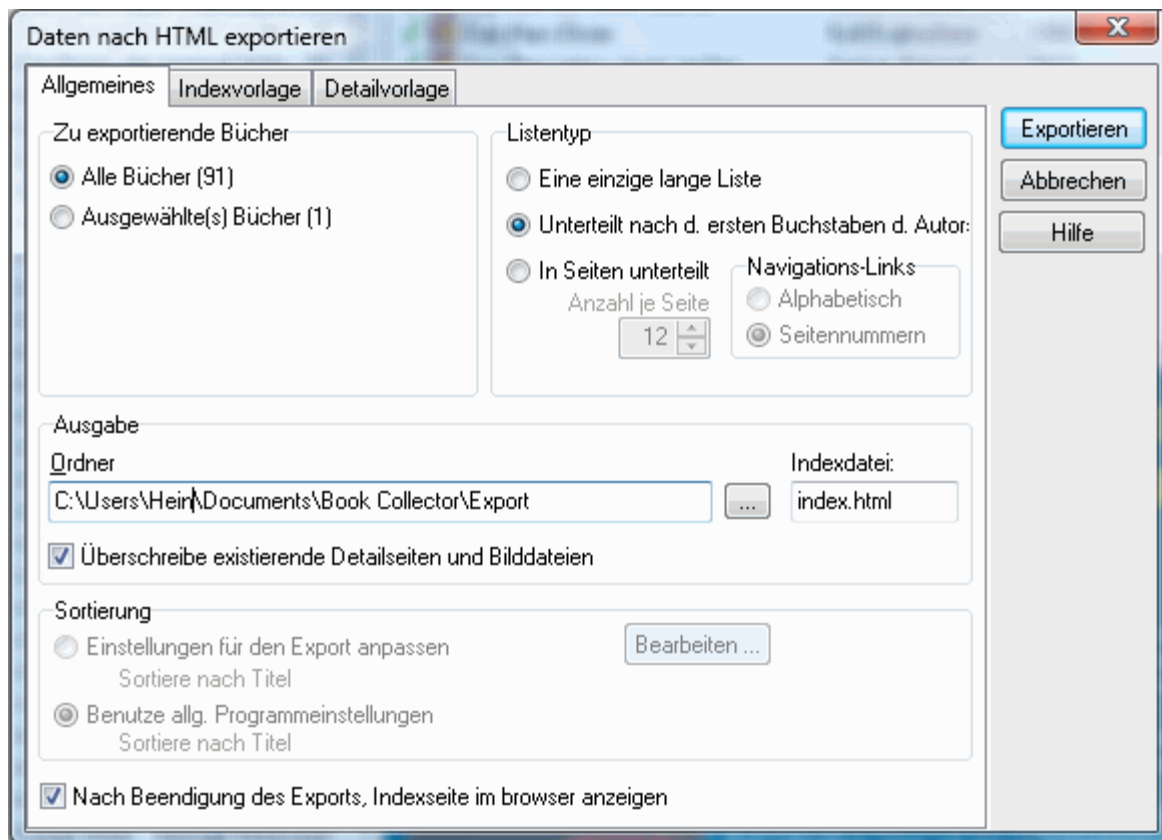 Daten nach HTML exportieren
Allgemeines
Indexvorlage
Detailvorlage
Zu exportierende Bücher
Alle Bücher (91)
Ausgewählte(s) Bücher (1)
Listentyp
Eine einzige lange Liste
Unterteilt nach d. ersten Buchstaben d. Autor:
In Seiten unterteilt
Anzahl je Seite
12
Navigations-Links
Alphabetisch
Seitennummern
Exportieren
Abbrechen
Hilfe
Ausgabe
Ordner
C:\Users\Hein\Documents\Book Collector\Export
...
Indexdatei:
index.html
Überschreibe existierende Detailseiten und Bilddateien
Sortierung
Einstellungen für den Export anpassen
Sortiere nach Titel
Bearbeiten ...
Benutze allg. Programmeinstellungen
Sortiere nach Titel
Nach Beendigung des Exports, Indexseite im browser anzeigen